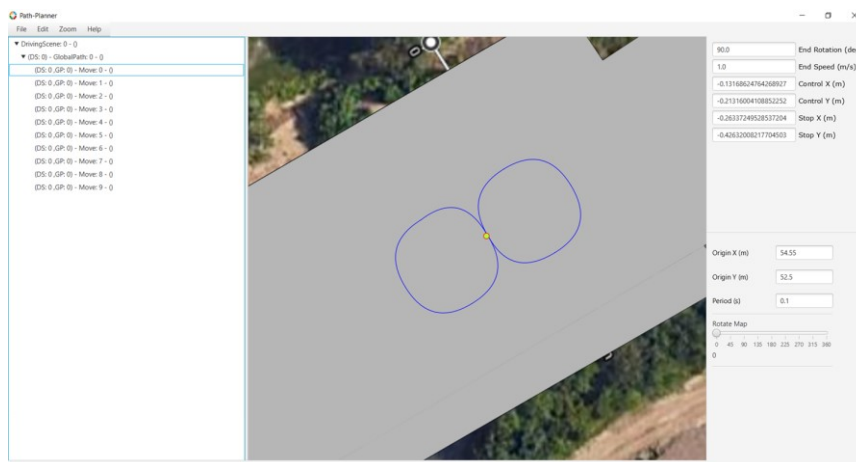 Path-Planner
File Edit Zoom Help
DrivingScene: 0 - ()
(DS: 0) - GlobalPath: 0 - ()
(DS: 0 ,GP: 0) - Move: 0 - ()
(DS: 0 ,GP: 0) - Move: 1 - ()
(DS: 0 ,GP: 0) - Move: 2 - ()
(DS: 0 ,GP: 0) - Move: 3 - ()
(DS: 0 ,GP: 0) - Move: 4 - ()
(DS: 0 ,GP: 0) - Move: 5 - ()
(DS: 0 ,GP: 0) - Move: 6 - ()
(DS: 0 ,GP: 0) - Move: 7 - ()
(DS: 0 ,GP: 0) - Move: 8 - ()
(DS: 0 ,GP: 0) - Move: 9 - ()
90.0 End Rotation (de
1.0 End Speed (m/s)
-0.13168624764268927 Control X (m)
-0.21316004108852252 Control Y (m)
-0.26337249528537204 Stop X (m)
-0.42632008217704503 Stop Y (m)
Origin X (m) 54.55
Origin Y (m) 52.5
Period (s) 0.1
Rotate Map
0 45 90 135 180 225 270 315 360
0